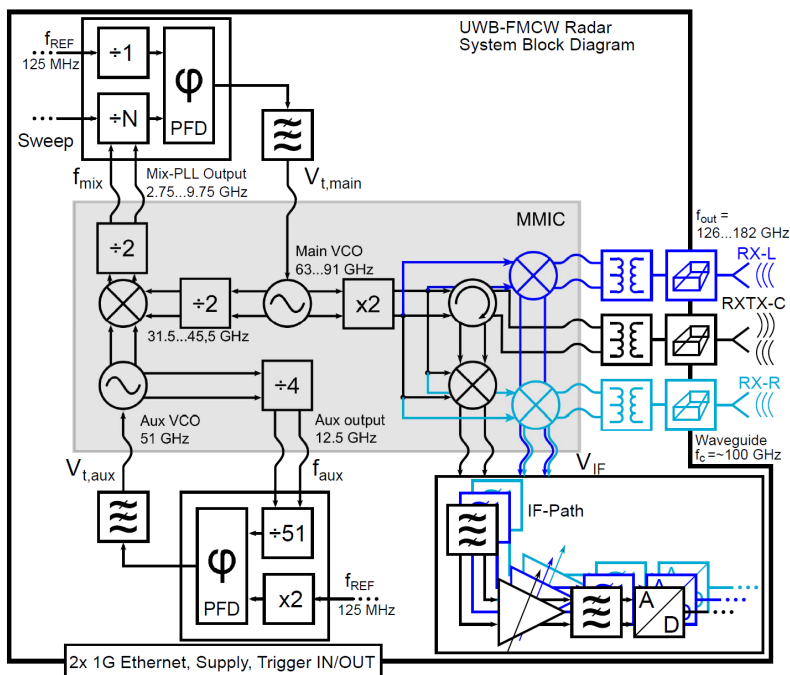 UWB-FMCW Radar
System Block Diagram
fREF
125 MHz
÷1
φ
÷N
PFD
Sweep
fmix
Mix-PLL Output
2.75...9.75 GHz
Vt,main
MMIC
fout =
126...182 GHz
÷2
Main VCO
63...91 GHz
RX-L
÷2
x2
RXTX-C
31.5...45,5 GHz
÷4
RX-R
Aux VCO
51 GHz
Aux output
12.5 GHz
Waveguide
fc =~100 GHz
Vt,aux
faux
VIF
IF-Path
÷51
φ
PFD
x2
fREF
125 MHz
A
D
A
A
2x 1G Ethernet, Supply, Trigger IN/OUT